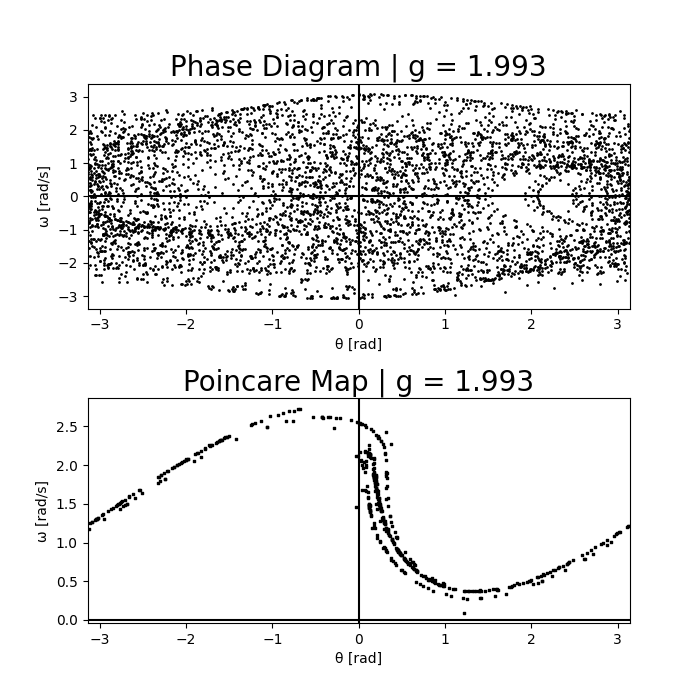 Phase Diagram | g = 1.993
3
2
1
0
−1
−2
−3
ω [rad/s]
−3 −2 −1 0 1 2 3
θ [rad]
Poincare Map | g = 1.993
2.5
2.0
1.5
1.0
0.5
0.0
ω [rad/s]
−3 −2 −1 0 1 2 3
θ [rad]